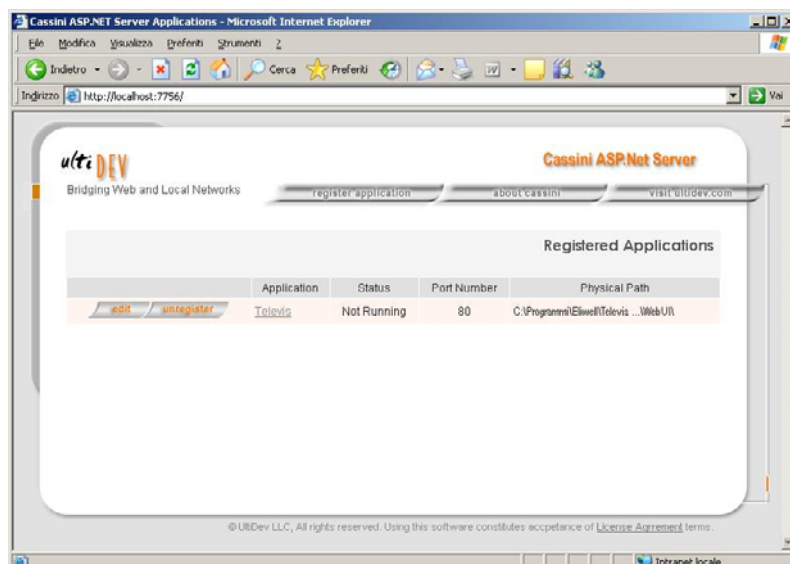 Cassini ASP.NET Server Applications - Microsoft Internet Explorer
File Modifica Visualizza Preferiti Strumenti ?
Indietro Cerca Preferiti
Indirizzo http://localhost:7756/ Vai
ulti DEV
Cassini ASP.Net Server
Bridging Web and Local Networks
register application about cassini visit ultidev.com
Registered Applications
Application Status Port Number Physical Path
edit unregister Televis Not Running 80 C:\Programmi\Eliwell\Televis ...\WebUI\
© UltiDev LLC, All rights reserved. Using this software constitutes accpetance of License Agrrement terms.
Intranet locale